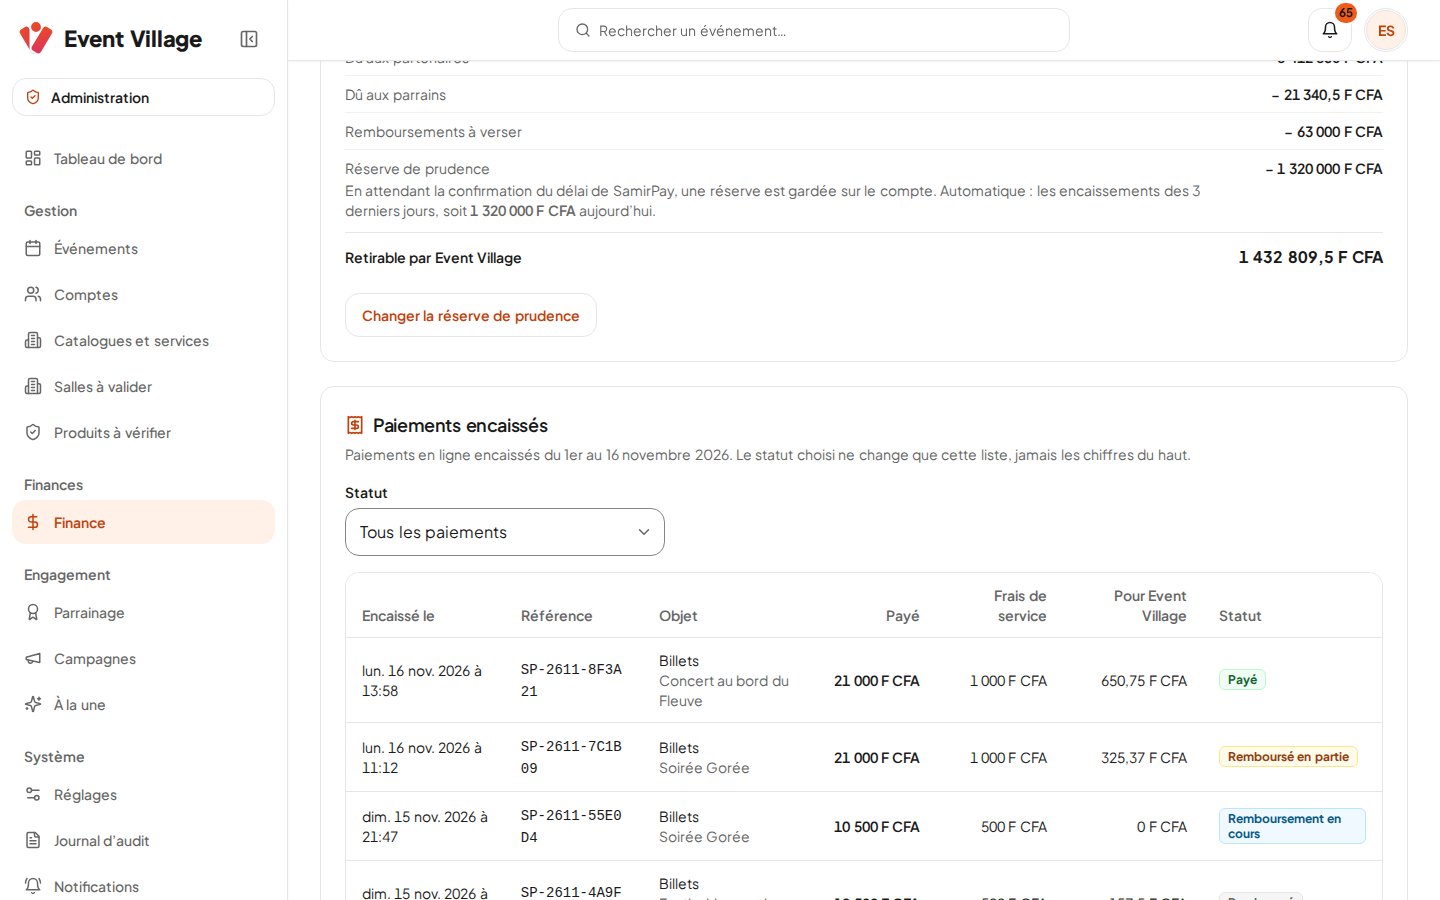 Event Village
Rechercher un événement…
65
ES
Administration
Tableau de bord
Gestion
Événements
Comptes
Catalogues et services
Salles à valider
Produits à vérifier
Finances
Finance
Engagement
Parrainage
Campagnes
À la une
Système
Réglages
Journal d’audit
Notifications
Dû aux parrains
– 21 340,5 F CFA
Remboursements à verser
– 63 000 F CFA
Réserve de prudence
– 1 320 000 F CFA
En attendant la confirmation du délai de SamirPay, une réserve est gardée sur le compte. Automatique : les encaissements des 3
derniers jours, soit 1 320 000 F CFA aujourd’hui.
Retirable par Event Village
1 432 809,5 F CFA
Changer la réserve de prudence
Paiements encaissés
Paiements en ligne encaissés du 1er au 16 novembre 2026. Le statut choisi ne change que cette liste, jamais les chiffres du haut.
Statut
Tous les paiements
Encaissé le
Référence
Objet
Payé
Frais de
service
Pour Event
Village
Statut
lun. 16 nov. 2026 à
13:58
SP-2611-8F3A
21
Billets
Concert au bord du
Fleuve
21 000 F CFA
1 000 F CFA
650,75 F CFA
Payé
lun. 16 nov. 2026 à
11:12
SP-2611-7C1B
09
Billets
Soirée Gorée
21 000 F CFA
1 000 F CFA
325,37 F CFA
Remboursé en partie
dim. 15 nov. 2026 à
21:47
SP-2611-55E0
D4
Billets
Soirée Gorée
10 500 F CFA
500 F CFA
0 F CFA
Remboursement en
cours
dim. 15 nov. 2026 à
SP-2611-4A9F
Billets